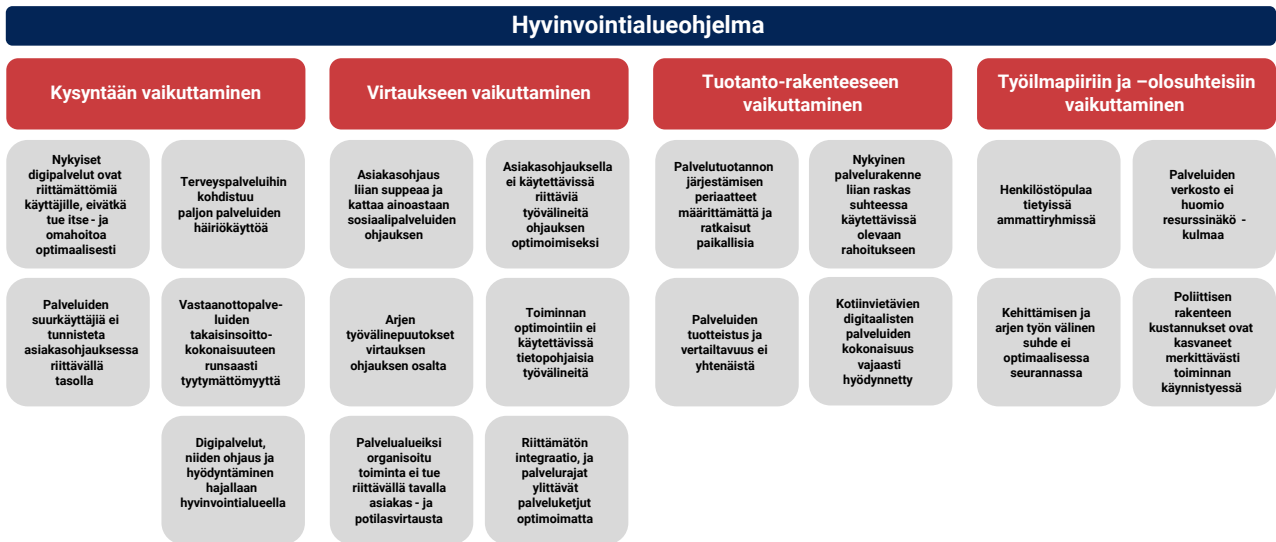 Hyvinvointialueohjelma
Kysyntään vaikuttaminen
Nykyiset
digipalvelut ovat
riittämättömiä
käyttäjille, eivätkä
tue itse - ja
omahoitoa
optimaalisesti
Terveyspalveluihin
kohdistuu
paljon palveluiden
häiriökäyttöä
Palveluiden
suurkäyttäjiä ei
tunnisteta
asiakasohjauksessa
riittävällä
tasolla
Vastaanottopalve-
luiden
takaisinsoitto-
kokonaisuuteen
runsaasti
tyytymättömyyttä
Digipalvelut,
niiden ohjaus ja
hyödyntäminen
hajallaan
hyvinvointialueella
Virtaukseen vaikuttaminen
Asiakasohjaus
liian suppeaa ja
kattaa ainoastaan
sosiaalipalveluiden
ohjauksen
Asiakasohjauksella
ei käytettävissä
riittäviä
työvälineitä
ohjauksen
optimoimiseksi
Arjen
työvälinepuutokset
virtauksen
ohjauksen osalta
Toiminnan
optimointiin ei
käytettävissä
tietopohjaisia
työvälineitä
Palvelualueiksi
organisoitu
toiminta ei tue
riittävällä tavalla
asiakas - ja
potilasvirtausta
Riittämätön
integraatio, ja
palvelurajat
ylittävät
palveluketjut
optimoimatta
Tuotanto-rakenteeseen
vaikuttaminen
Palvelutuotannon
järjestämisen
periaatteet
määrittämättä ja
ratkaisut
paikallisia
Nykyinen
palvelurakenne
liian raskas
suhteessa
käytettävissä
olevaan
rahoitukseen
Palveluiden
tuotteistus ja
vertailtavuus ei
yhtenäistä
Kotiinvietävien
digitaalisten
palveluiden
kokonaisuus
vajaasti
hyödynnetty
Työilmapiiriin ja –olosuhteisiin
vaikuttaminen
Henkilöstöpulaa
tietyissä
ammattiryhmissä
Palveluiden
verkosto ei
huomio
resurssinäkö -
kulmaa
Kehittämisen ja
arjen työn välinen
suhde ei
optimaalisessa
seurannassa
Poliittisen
rakenteen
kustannukset ovat
kasvaneet
merkittävästi
toiminnan
käynnistyessä